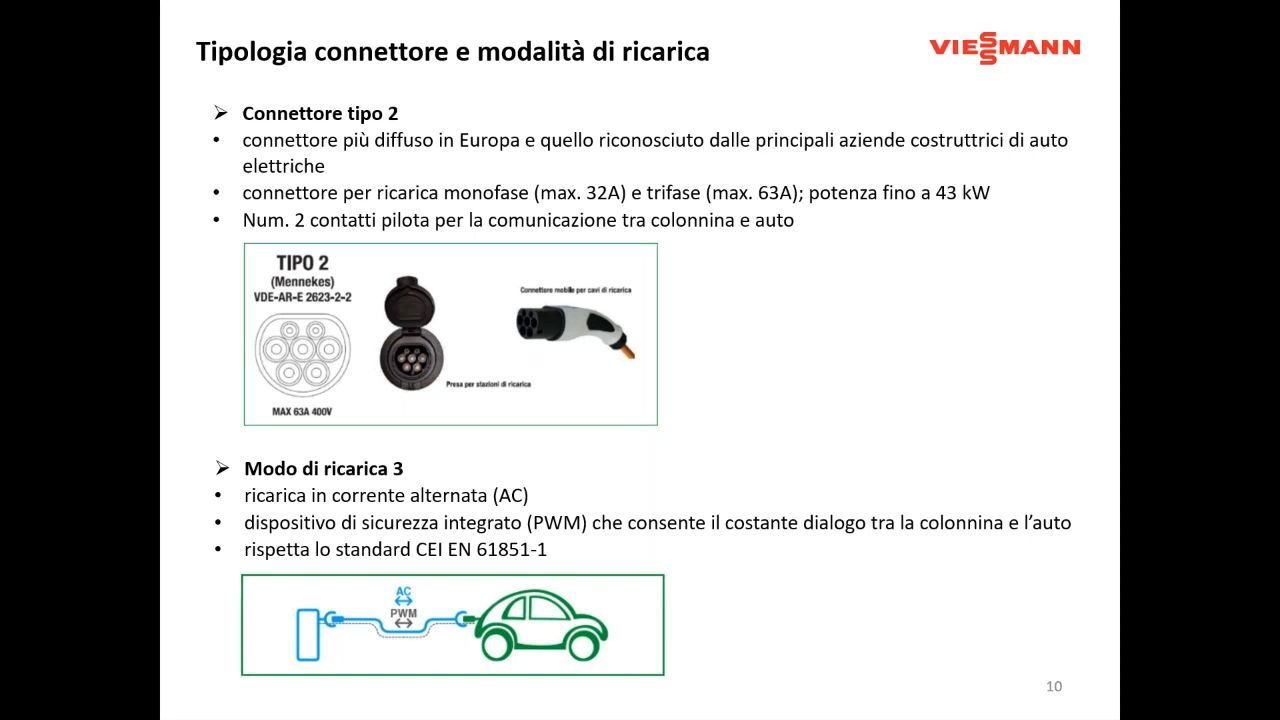 Tipologia connettore e modalità di ricarica
VIESSMANN
➢ Connettore tipo 2
• connettore più diffuso in Europa e quello riconosciuto dalle principali aziende costruttrici di auto
elettriche
• connettore per ricarica monofase (max. 32A) e trifase (max. 63A); potenza fino a 43 kW
• Num. 2 contatti pilota per la comunicazione tra colonnina e auto
TIPO 2
(Mennekes)
VDE-AR-E 2623-2-2
MAX 63A 400V
Presa per stazioni di ricarica
Connettore mobile per cavi di ricarica
➢ Modo di ricarica 3
• ricarica in corrente alternata (AC)
• dispositivo di sicurezza integrato (PWM) che consente il costante dialogo tra la colonnina e l’auto
• rispetta lo standard CEI EN 61851-1
AC
PWM
10